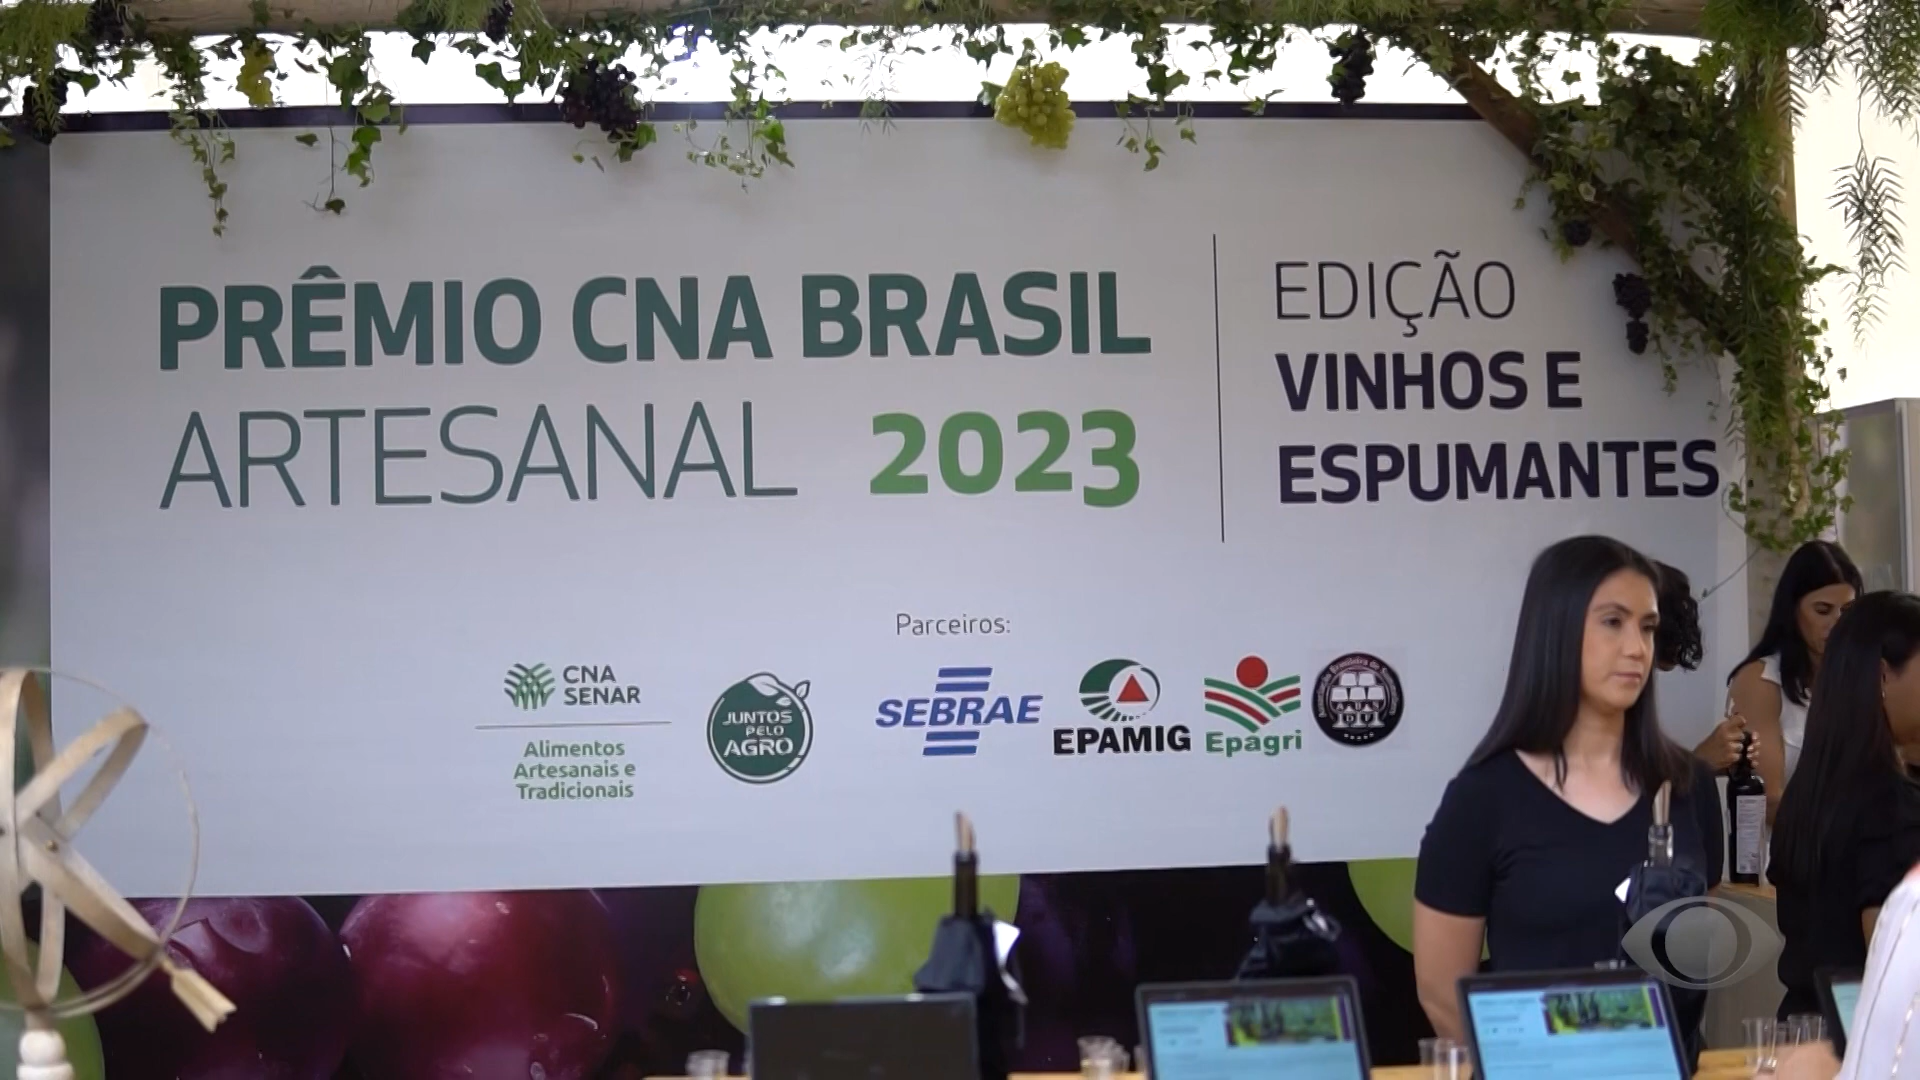 PRÊMIO CNA BRASIL
ARTESANAL 2023
EDIÇÃO
VINHOS E
ESPUMANTES
Parceiros:
CNA
SENAR
Alimentos
Artesanais e
Tradicionais
JUNTOS
PELO
AGRO
SEBRAE
EPAMIG
Epagri